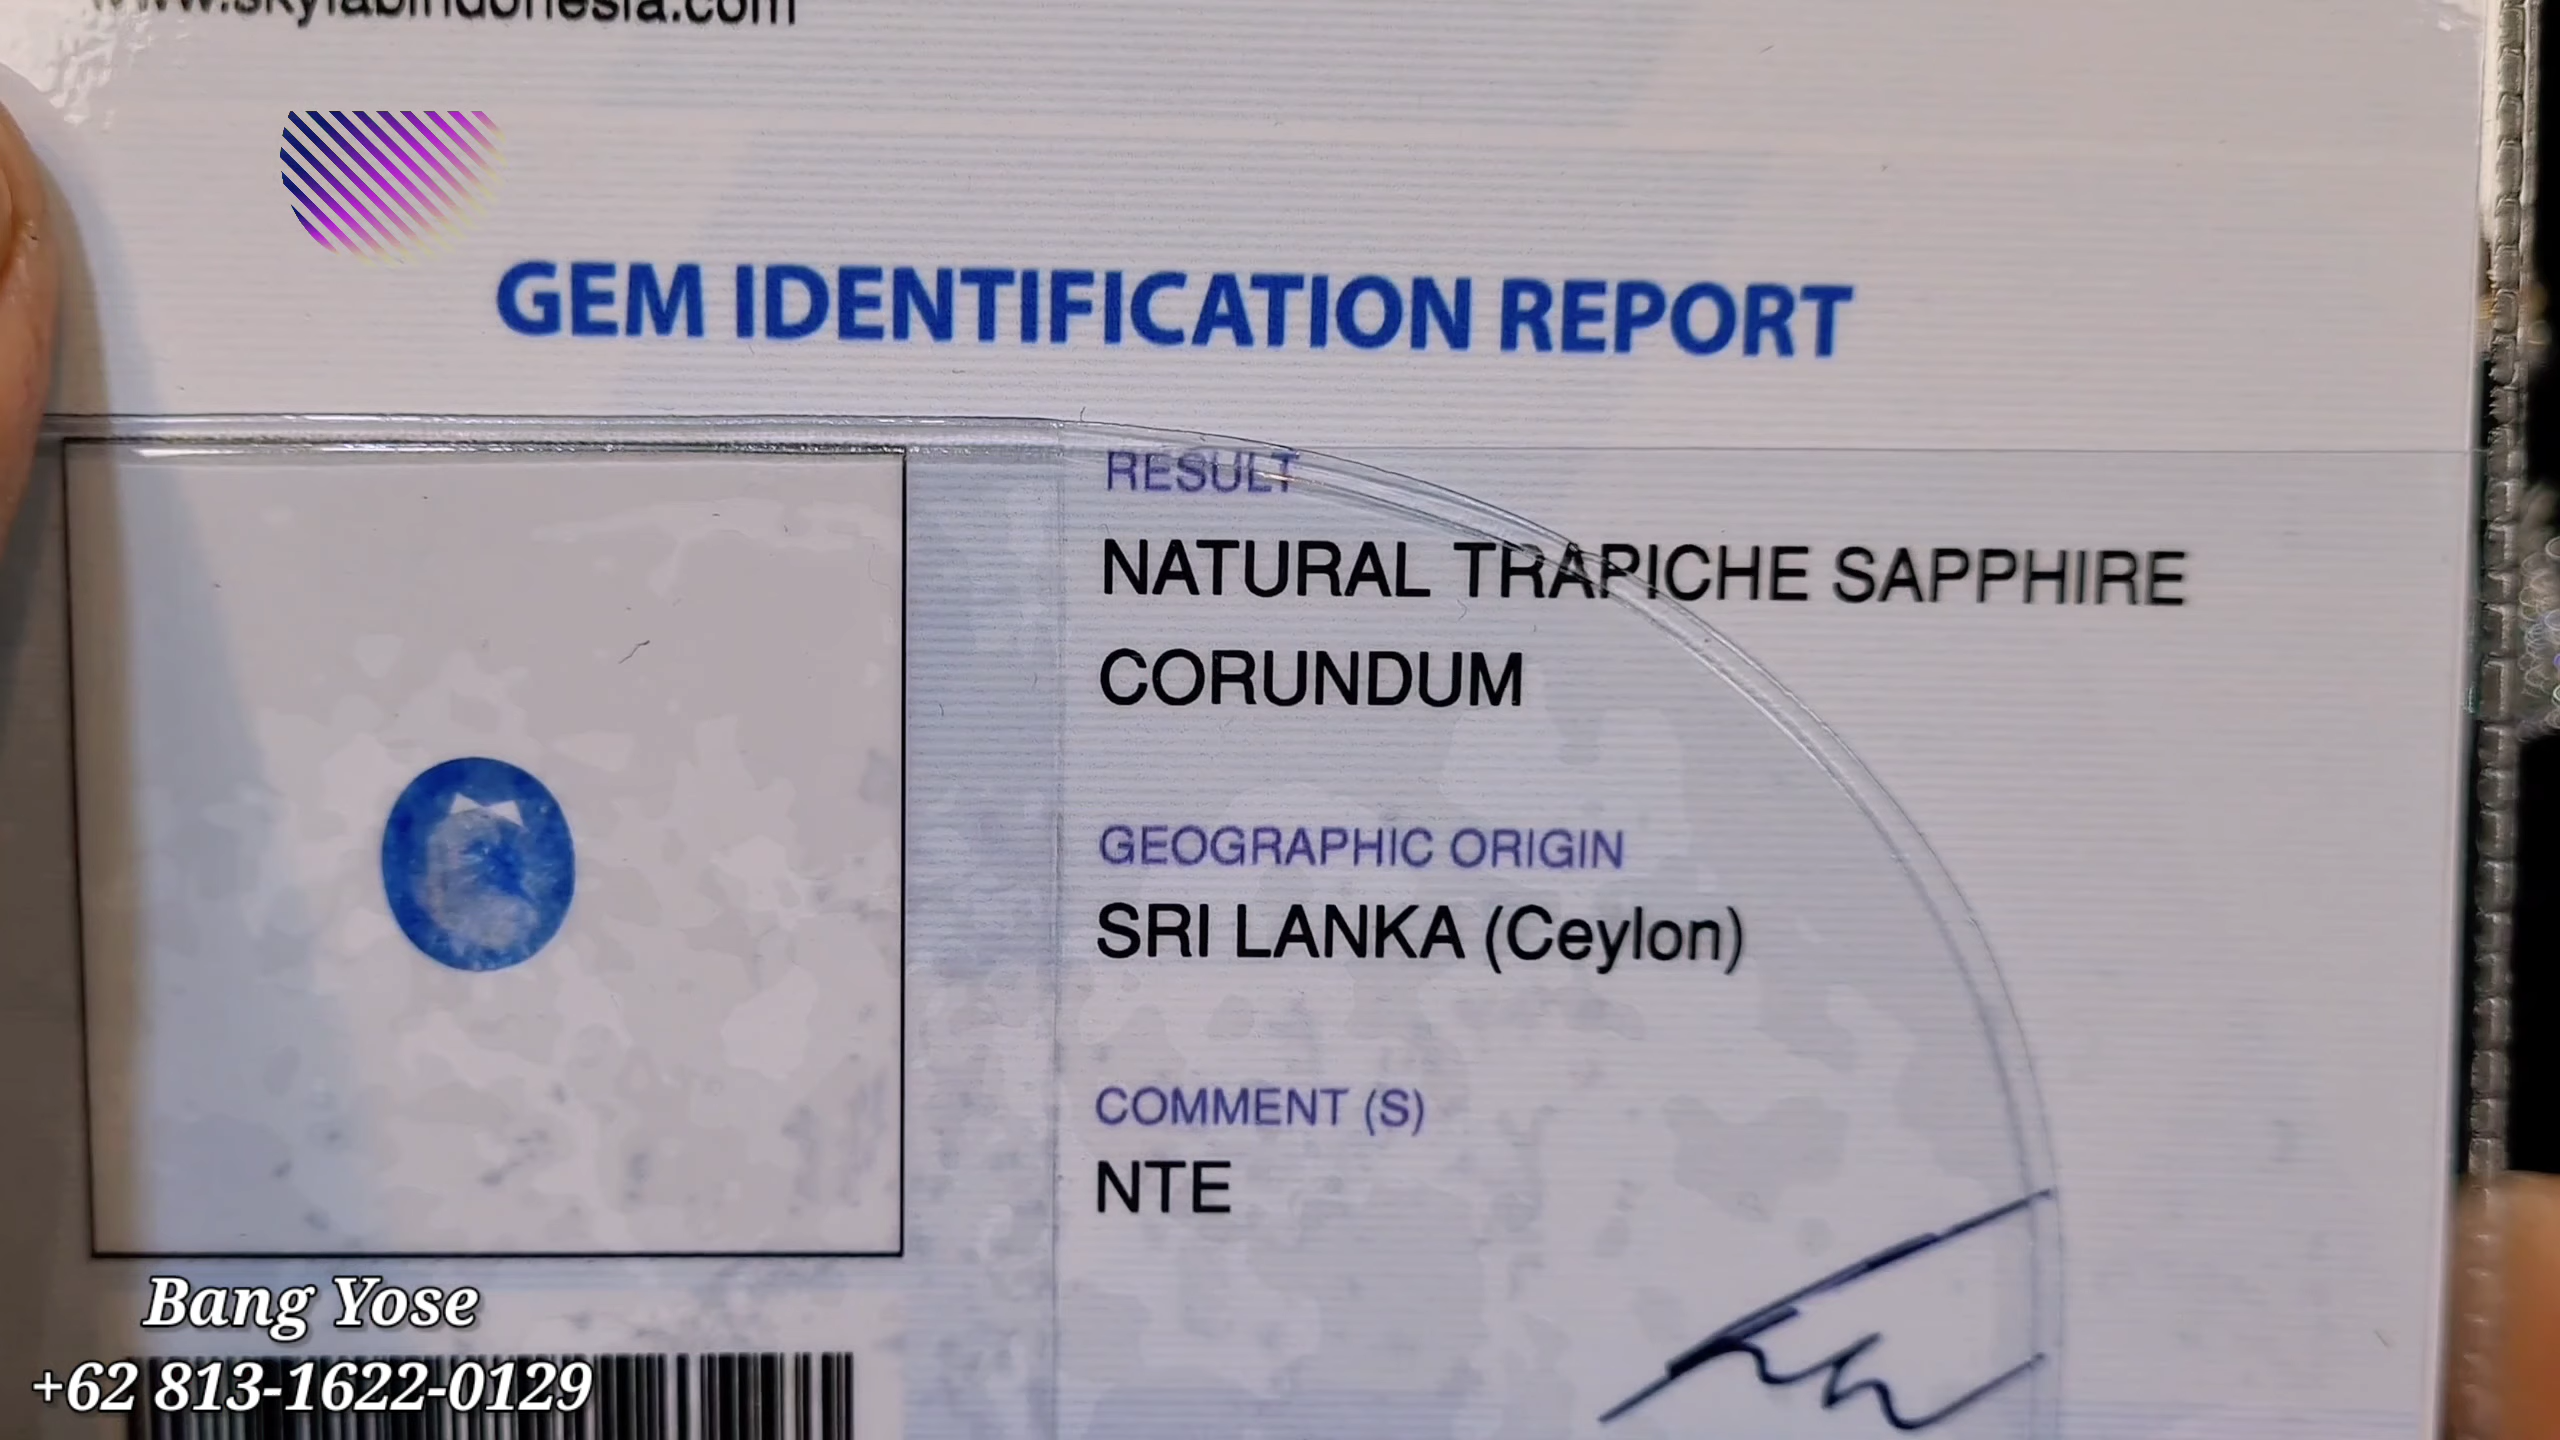 www.skylabindonesia.com
GEM IDENTIFICATION REPORT
RESULT
NATURAL TRAPICHE SAPPHIRE
CORUNDUM
GEOGRAPHIC ORIGIN
SRI LANKA (Ceylon)
COMMENT (S)
NTE
Bang Yose
+62 813-1622-0129